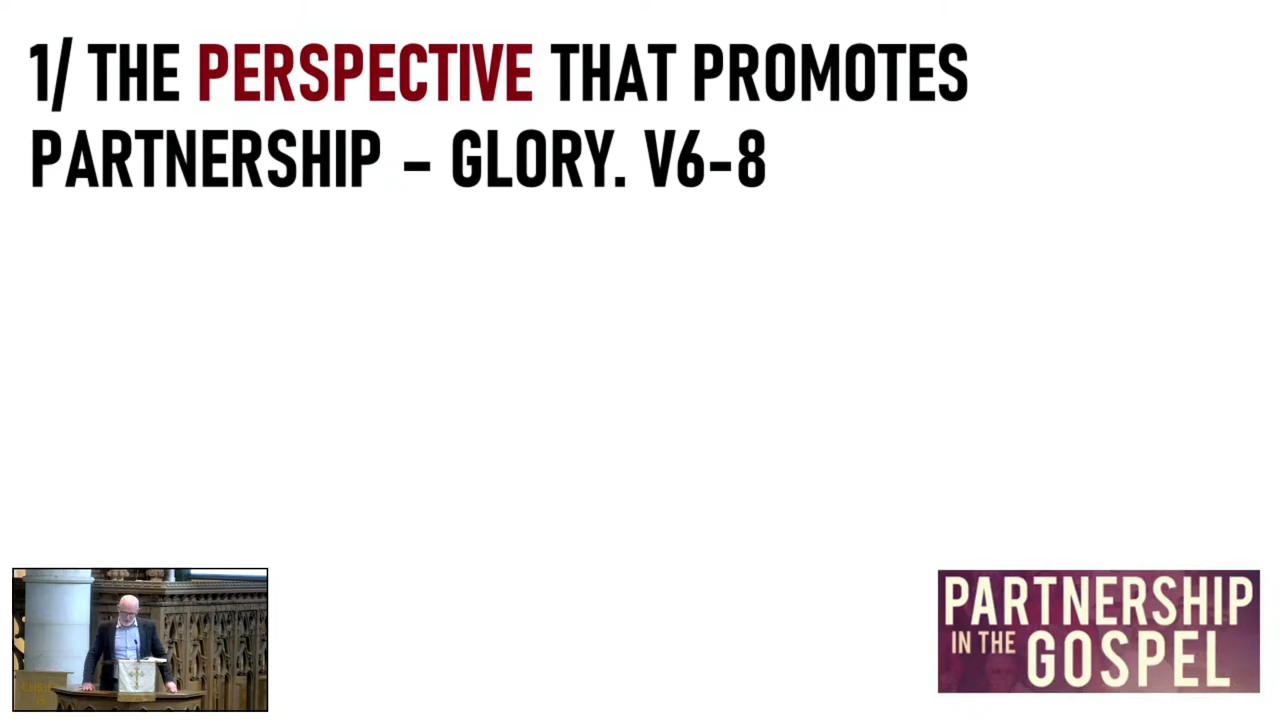 1/ THE PERSPECTIVE THAT PROMOTES
PARTNERSHIP – GLORY. V6-8
PARTNERSHIP
IN THE
GOSPEL